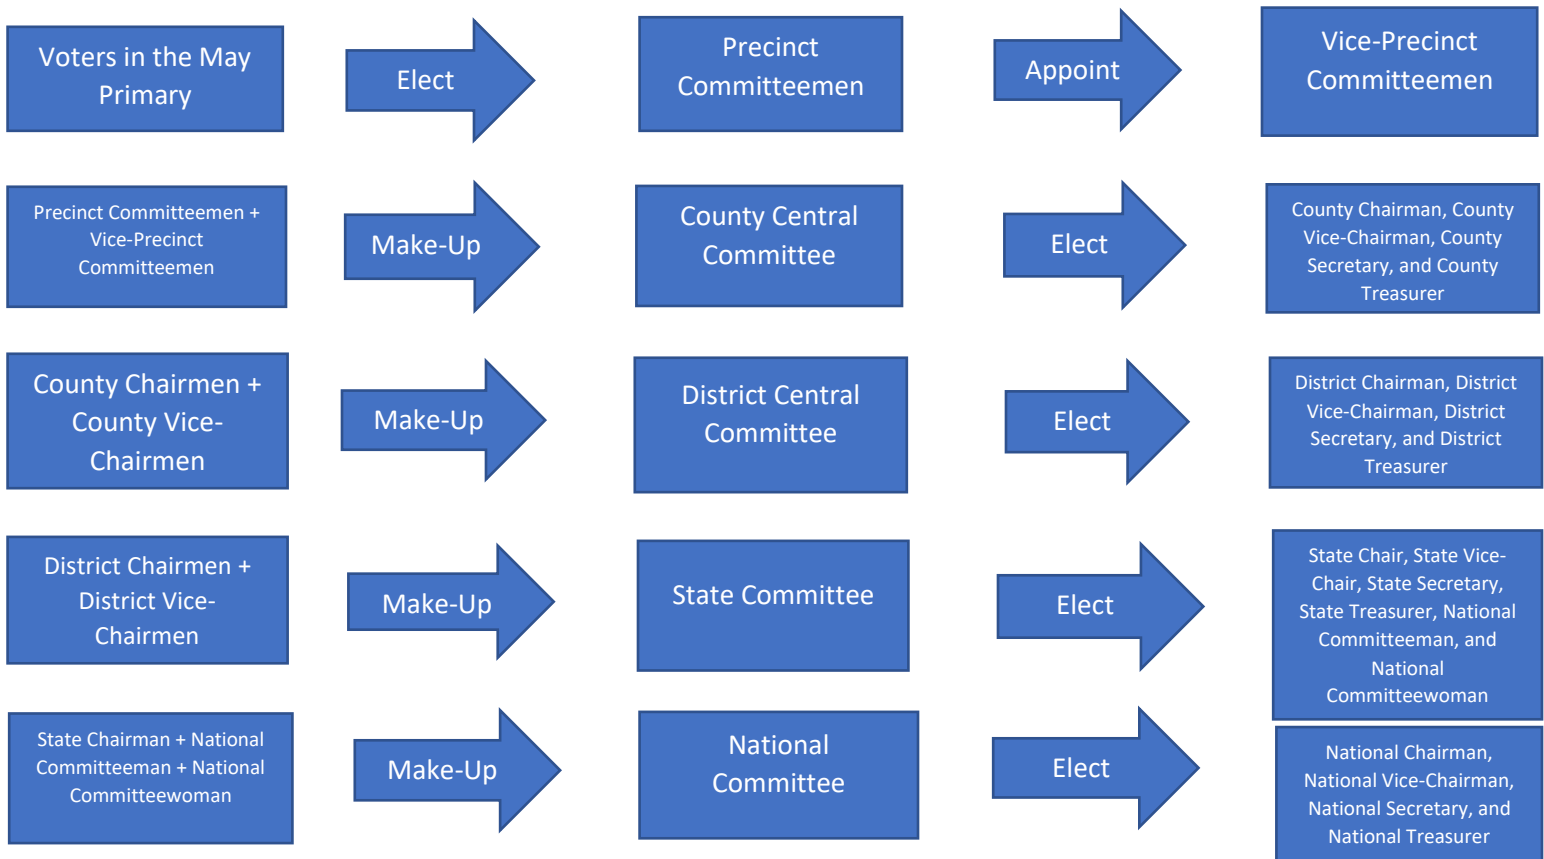 Voters in the May
Primary
Elect
Precinct
Committeemen
Appoint
Vice-Precinct
Committeemen
Precinct Committeemen +
Vice-Precinct
Committeemen
Make-Up
County Central
Committee
Elect
County Chairman, County
Vice-Chairman, County
Secretary, and County
Treasurer
County Chairmen +
County Vice-
Chairmen
Make-Up
District Central
Committee
Elect
District Chairman, District
Vice-Chairman, District
Secretary, and District
Treasurer
District Chairmen +
District Vice-
Chairmen
Make-Up
State Committee
Elect
State Chair, State Vice-
Chair, State Secretary,
State Treasurer, National
Committeeman, and
National
Committeewoman
State Chairman + National
Committeeman + National
Committeewoman
Make-Up
National
Committee
Elect
National Chairman,
National Vice-Chairman,
National Secretary, and
National Treasurer